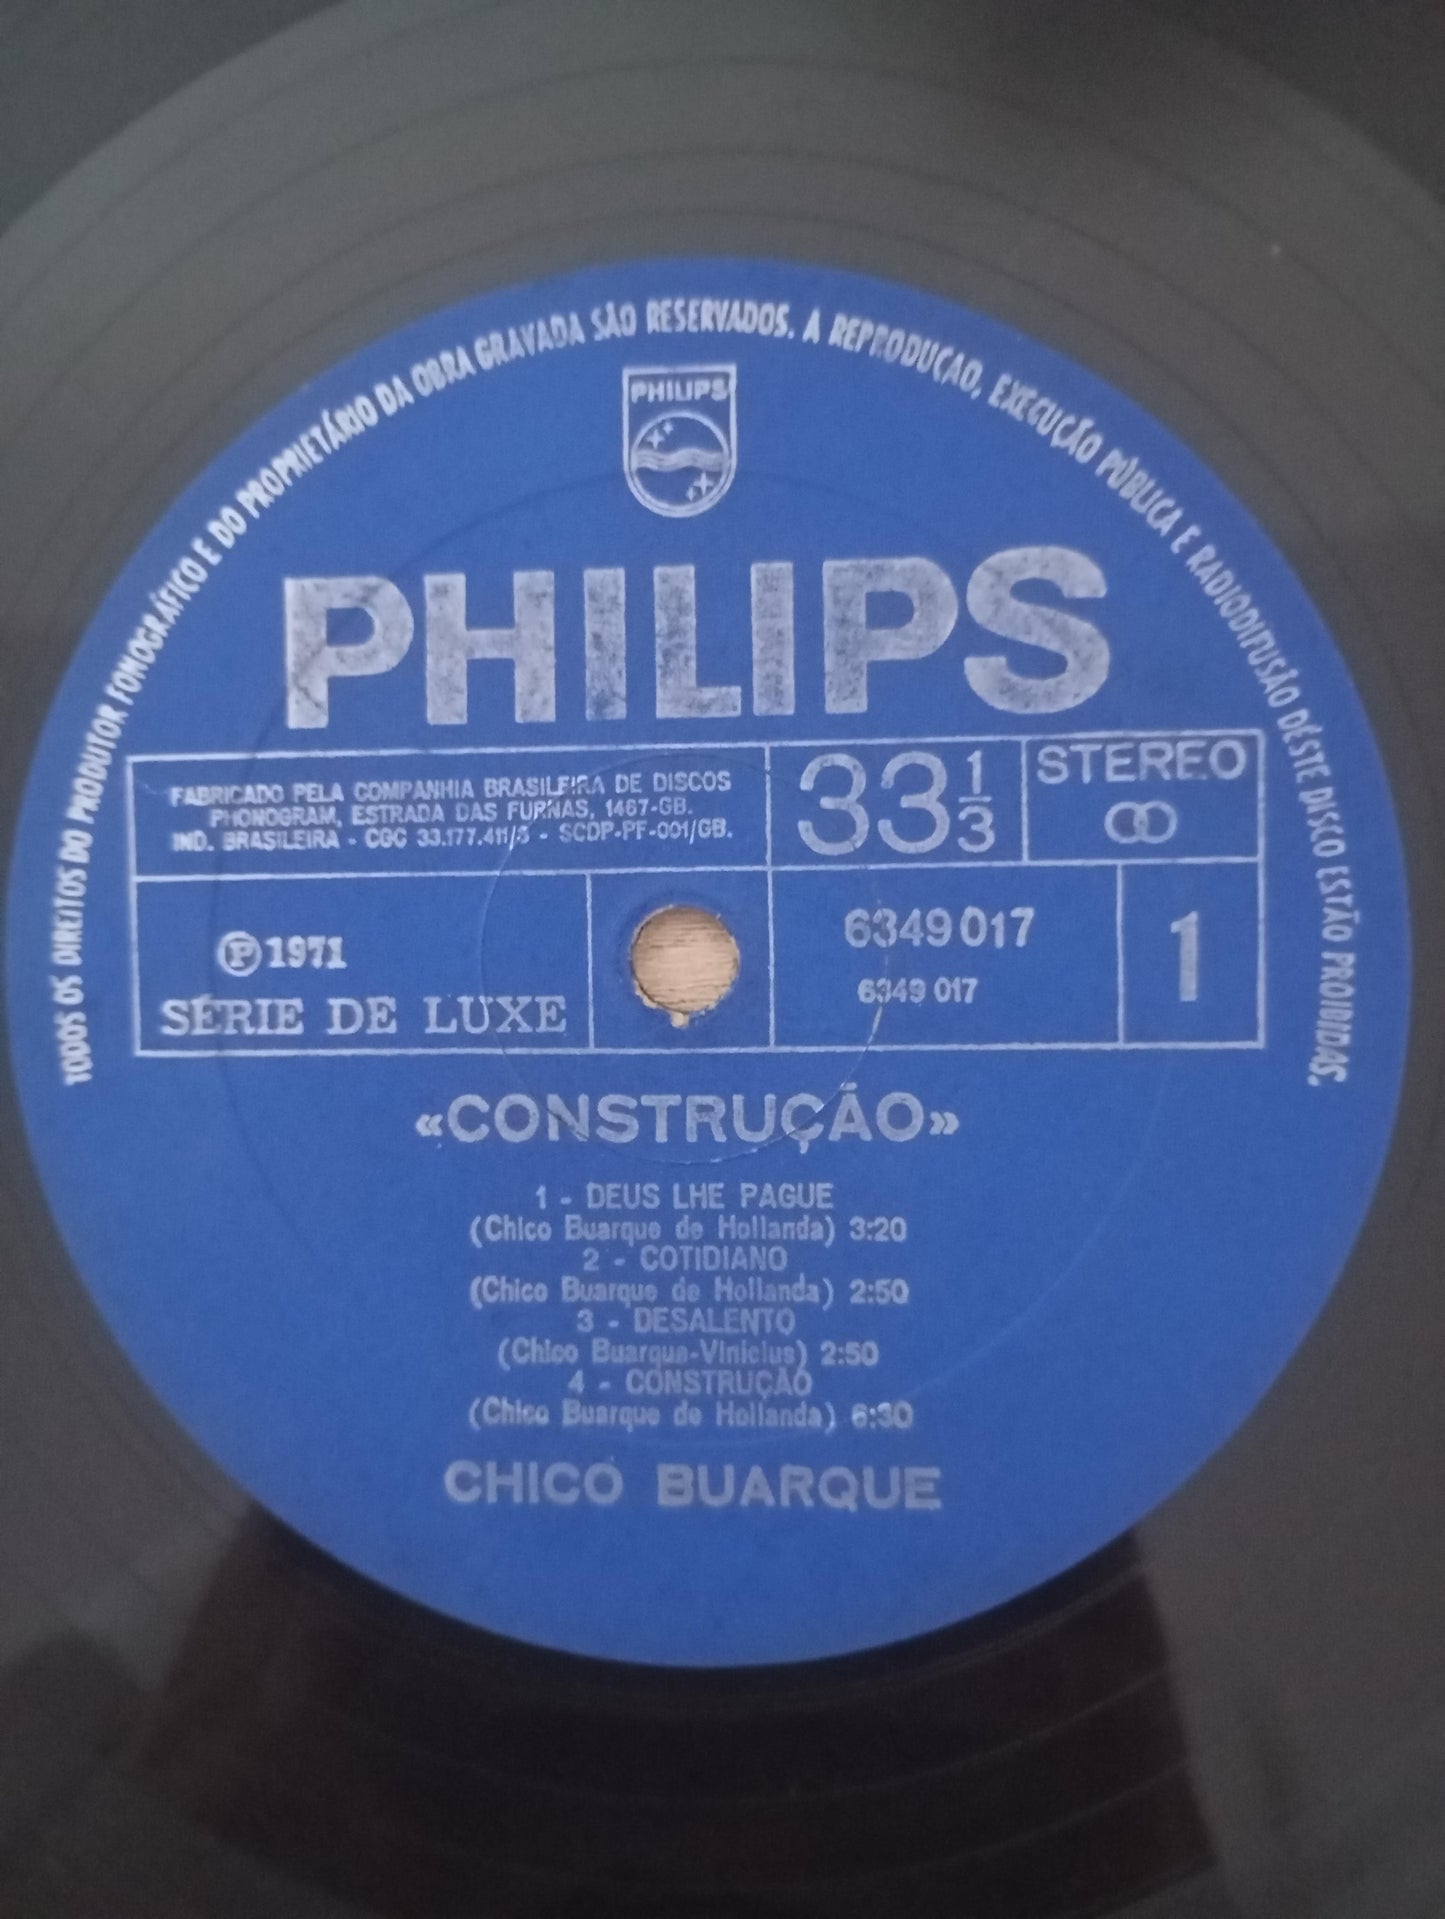 TODOS OS DIREITOS DO PRODUTOR FONOGRÁFICO E DO PROPRIETÁRIO DA OBRA GRAVADA SÃO RESERVADOS. A REPRODUÇÃO, EXECUÇÃO PÚBLICA E RADIODIFUSÃO DÊSTE DISCO ESTÃO PROIBIDAS.
PHILIPS
PHILIPS
FABRICADO PELA COMPANHIA BRASILEIRA DE DISCOS
PHONOGRAM, ESTRADA DAS FURNAS, 1467-GB.
IND. BRASILEIRA - CGC 33.177.411/3 - SCDP-PF-001/GB.
33 1/3
STEREO
Ⓟ 1971
SÉRIE DE LUXE
6349 017
6349 017
1
«CONSTRUÇÃO»
1 - DEUS LHE PAGUE
(Chico Buarque de Hollanda) 3:20
2 - COTIDIANO
(Chico Buarque de Hollanda) 2:50
3 - DESALENTO
(Chico Buarque-Vinicius) 2:50
4 - CONSTRUÇÃO
(Chico Buarque de Hollanda) 6:30
CHICO BUARQUE